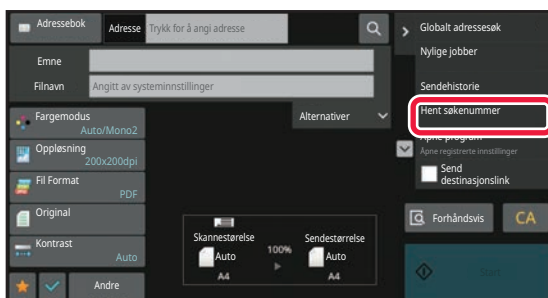 Adressebok
Adresse
Trykk for å angi adresse
Emne
Filnavn
Angitt av systeminnstillinger
Fargemodus
Auto/Mono2
Oppløsning
200x200dpi
Fil Format
PDF
Original
Kontrast
Auto
Andre
Alternativer
Skannestørelse
Auto
A4
100%
Sendestørrelse
Auto
A4
Globalt adressesøk
Nylige jobber
Sendehistorie
Hent søkenummer
Åpne program
Åpne registrerte innstillinger
Send
destinasjonslink
Forhåndsvis
CA
Start